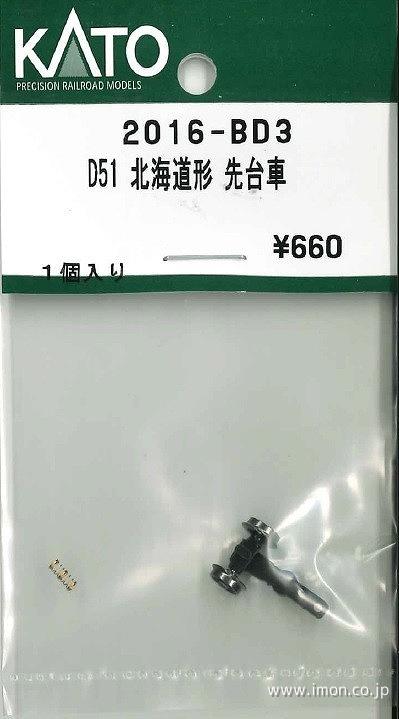 KATO
PRECISION RAILROAD MODELS
2016-BD3
D51 北海道形 先台車
¥660
1個入り
www.imon.co.jp